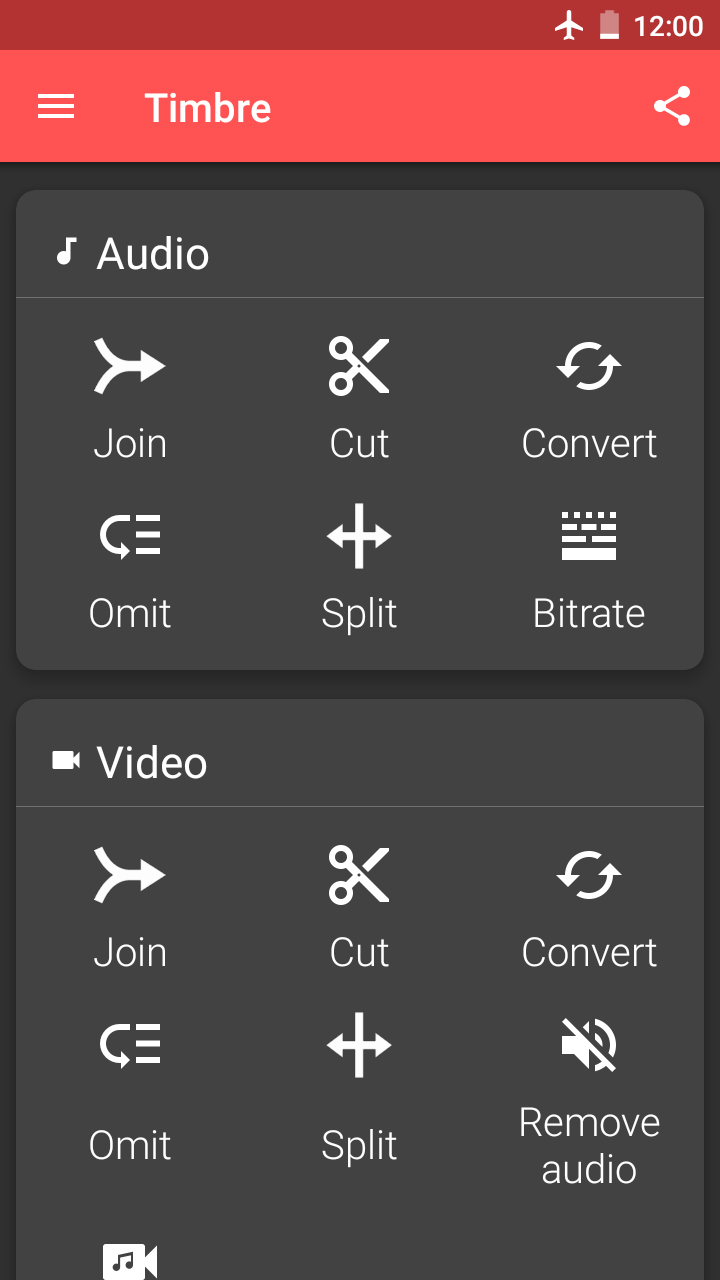 12:00
Timbre
Audio
Join Cut Convert
Omit Split Bitrate
Video
Join Cut Convert
Omit Split Remove
audio